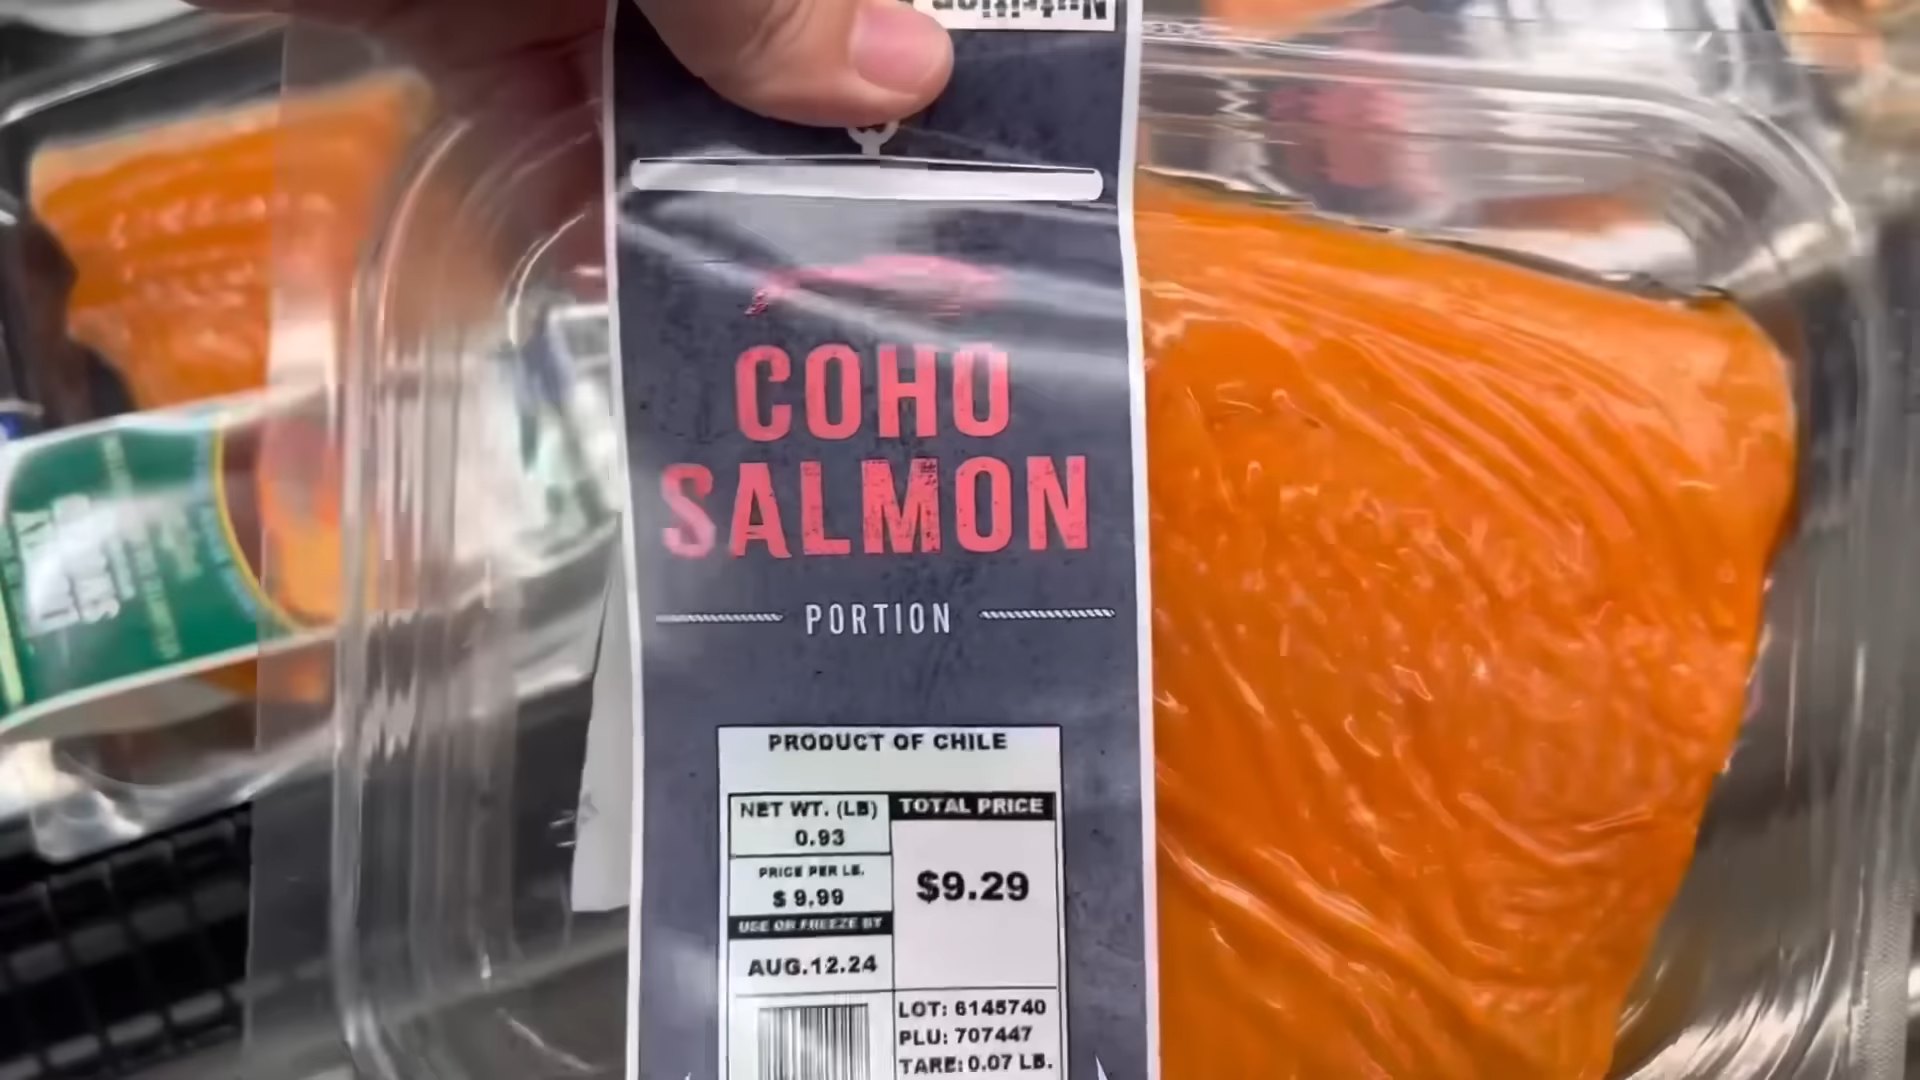 Nutrition
COHO
SALMON
PORTION
PRODUCT OF CHILE
NET WT. (LB)
0.93
TOTAL PRICE
$9.29
PRICE PER LB.
$ 9.99
USE OR FREEZE BY
AUG.12.24
LOT: 6145740
PLU: 707447
TARE: 0.07 LB.